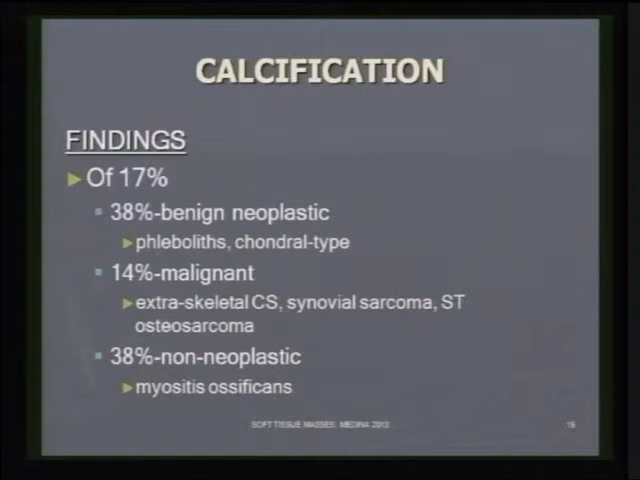 CALCIFICATION
FINDINGS
Of 17%
38%-benign neoplastic
phleboliths, chondral-type
14%-malignant
extra-skeletal CS, synovial sarcoma, ST
osteosarcoma
38%-non-neoplastic
myositis ossificans
SOFT TISSUE MASSES, MEDINA 2013